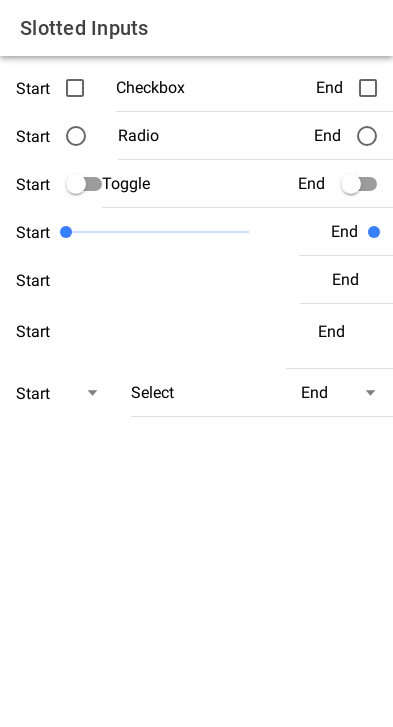 Slotted Inputs
Start Checkbox End
Start Radio End
Start Toggle End
Start End
Start End
Start End
Start Select End